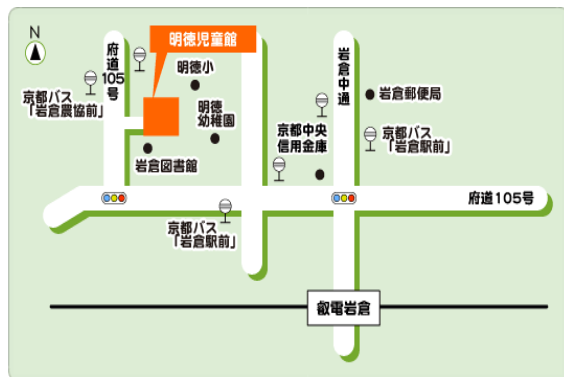 N
明徳児童館
府道
105
号
岩倉中通
明徳小
京都バス
「岩倉農協前」
明徳
幼稚園
岩倉郵便局
京都中央
信用金庫
京都バス
「岩倉駅前」
岩倉図書館
府道105号
京都バス
「岩倉駅前」
叡電岩倉